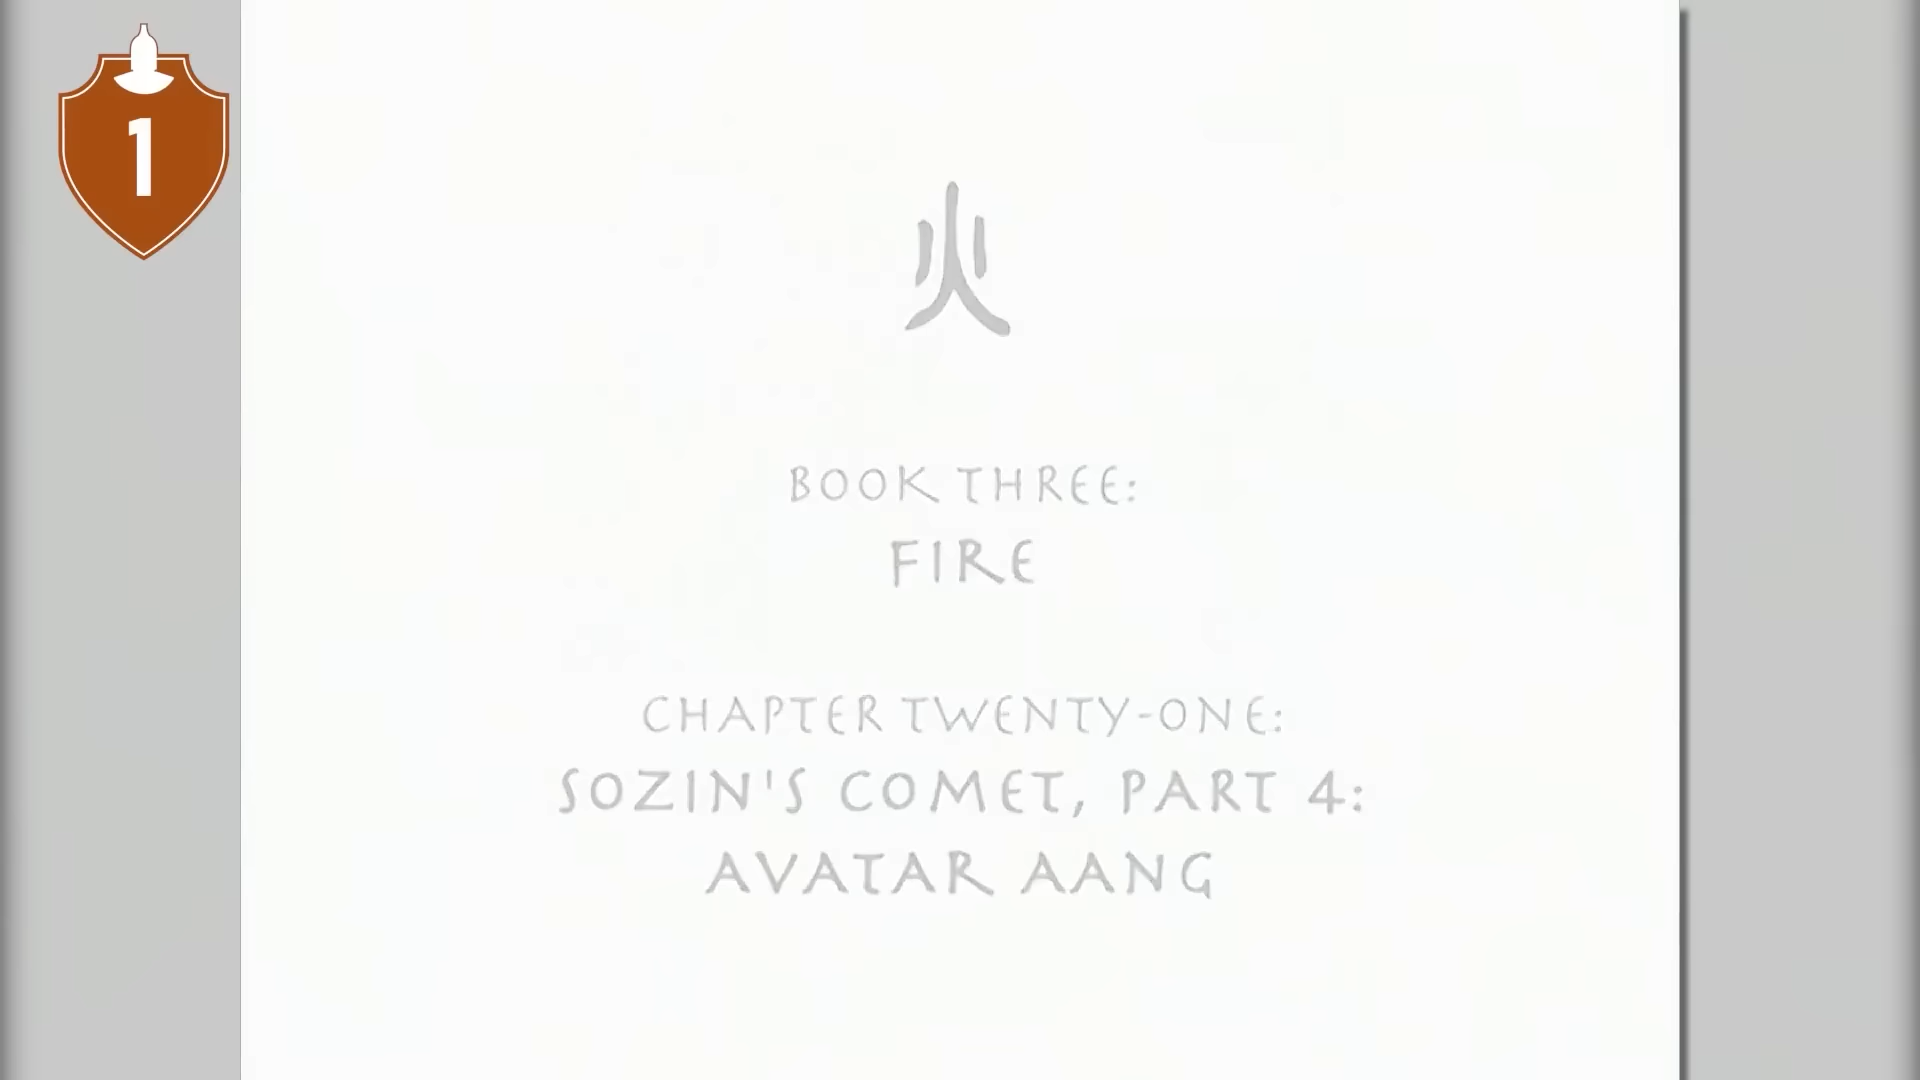 1
火
BOOK THREE:
FIRE
CHAPTER TWENTY-ONE:
SOZIN'S COMET, PART 4:
AVATAR AANG